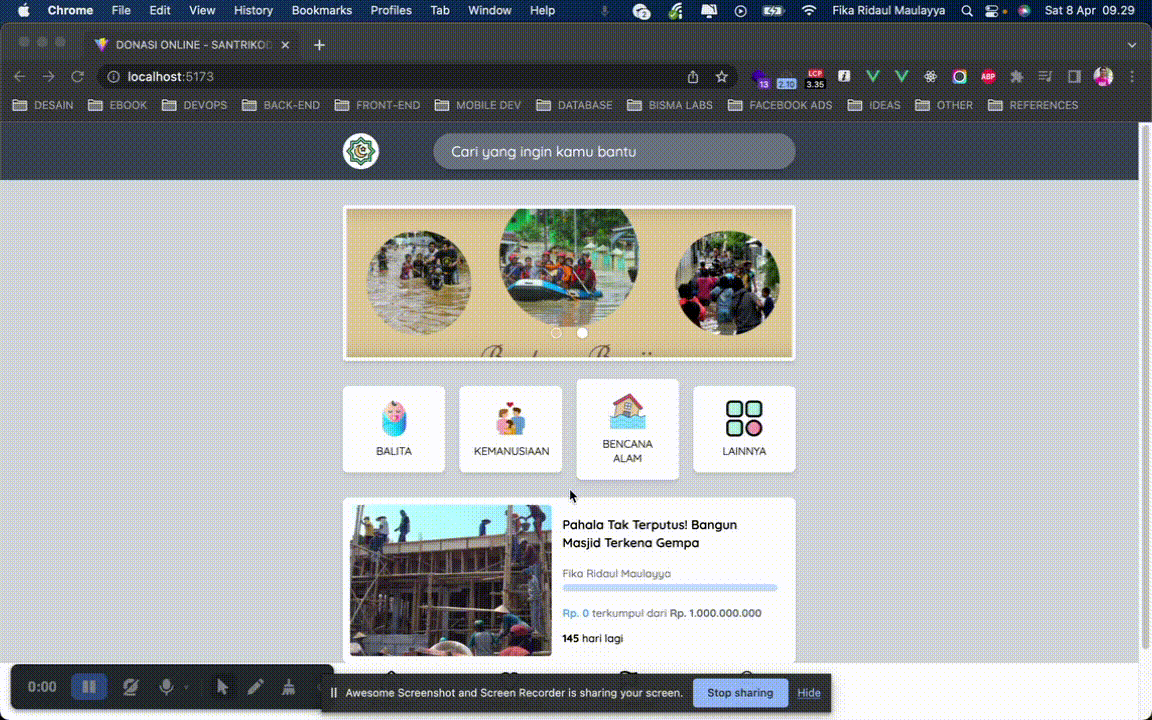 Chrome File Edit View History Bookmarks Profiles Tab Window Help Fika Ridaul Maulayya Sat 8 Apr 09.29
DONASI ONLINE - SANTRIKOD
localhost:5173
13 2.10 LCP 3.35 ABP
DESAIN EBOOK DEVOPS BACK-END FRONT-END MOBILE DEV DATABASE BISMA LABS FACEBOOK ADS IDEAS OTHER REFERENCES
Cari yang ingin kamu bantu
BALITA
KEMANUSIAAN
BENCANA
ALAM
LAINNYA
Pahala Tak Terputus! Bangun
Masjid Terkena Gempa
Fika Ridaul Maulayya
Rp. 0 terkumpul dari Rp. 1.000.000.000
145 hari lagi
0:00
Awesome Screenshot and Screen Recorder is sharing your screen. Stop sharing Hide